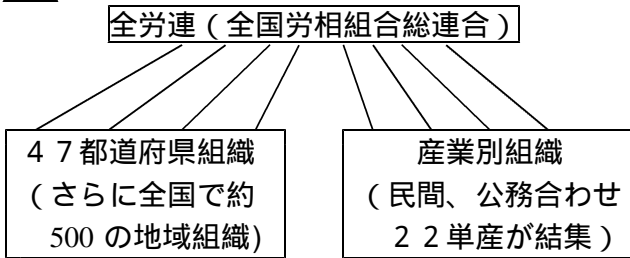 全労連（全国労相組合総連合）
４７都道府県組織
（さらに全国で約
500 の地域組織)
産業別組織
（民間、公務合わせ
２２単産が結集）